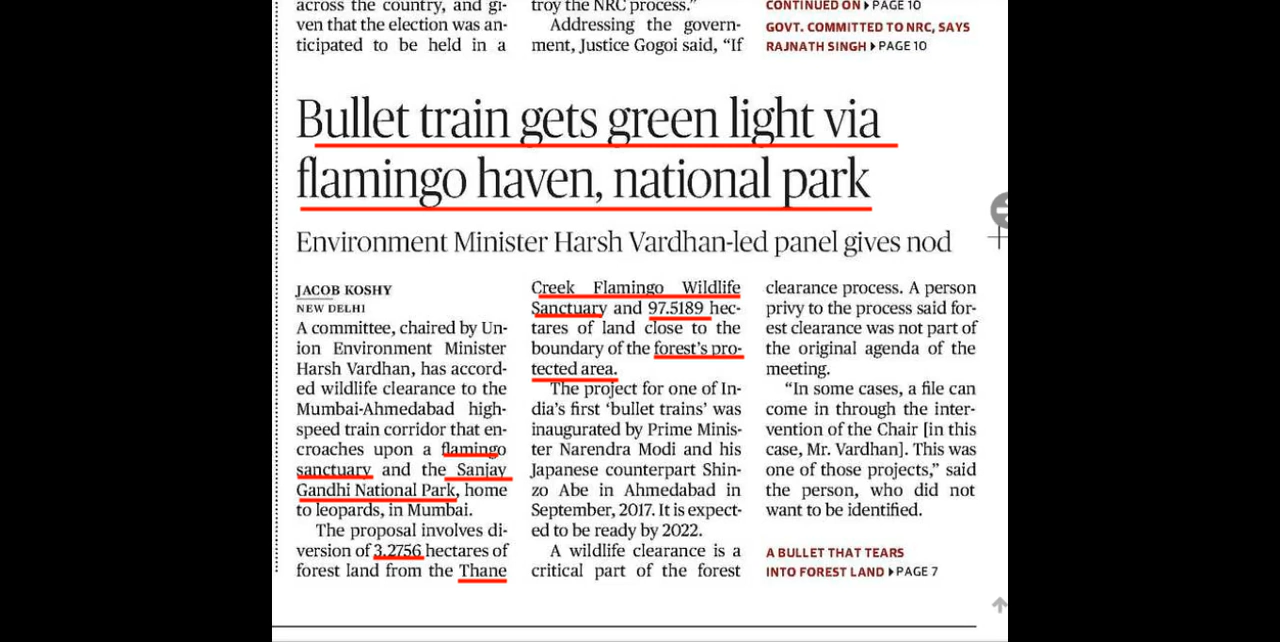 across the country, and gi-
ven that the election was an-
ticipated to be held in a
troy the NRC process.”
Addressing the govern-
ment, Justice Gogoi said, “If
CONTINUED ON PAGE 10
GOVT. COMMITTED TO NRC, SAYS
RAJNATH SINGH PAGE 10
Bullet train gets green light via
flamingo haven, national park
Environment Minister Harsh Vardhan-led panel gives nod
JACOB KOSHY
NEW DELHI
A committee, chaired by Un-
ion Environment Minister
Harsh Vardhan, has accord-
ed wildlife clearance to the
Mumbai-Ahmedabad high-
speed train corridor that en-
croaches upon a flamingo
sanctuary and the Sanjay
Gandhi National Park, home
to leopards, in Mumbai.
The proposal involves di-
version of 3.2756 hectares of
forest land from the Thane
Creek Flamingo Wildlife
Sanctuary and 97.5189 hec-
tares of land close to the
boundary of the forest’s pro-
tected area.
The project for one of In-
dia’s first ‘bullet trains’ was
inaugurated by Prime Minis-
ter Narendra Modi and his
Japanese counterpart Shin-
zo Abe in Ahmedabad in
September, 2017. It is expect-
ed to be ready by 2022.
A wildlife clearance is a
critical part of the forest
clearance process. A person
privy to the process said for-
est clearance was not part of
the original agenda of the
meeting.
“In some cases, a file can
come in through the inter-
vention of the Chair [in this
case, Mr. Vardhan]. This was
one of those projects,” said
the person, who did not
want to be identified.
A BULLET THAT TEARS
INTO FOREST LAND PAGE 7